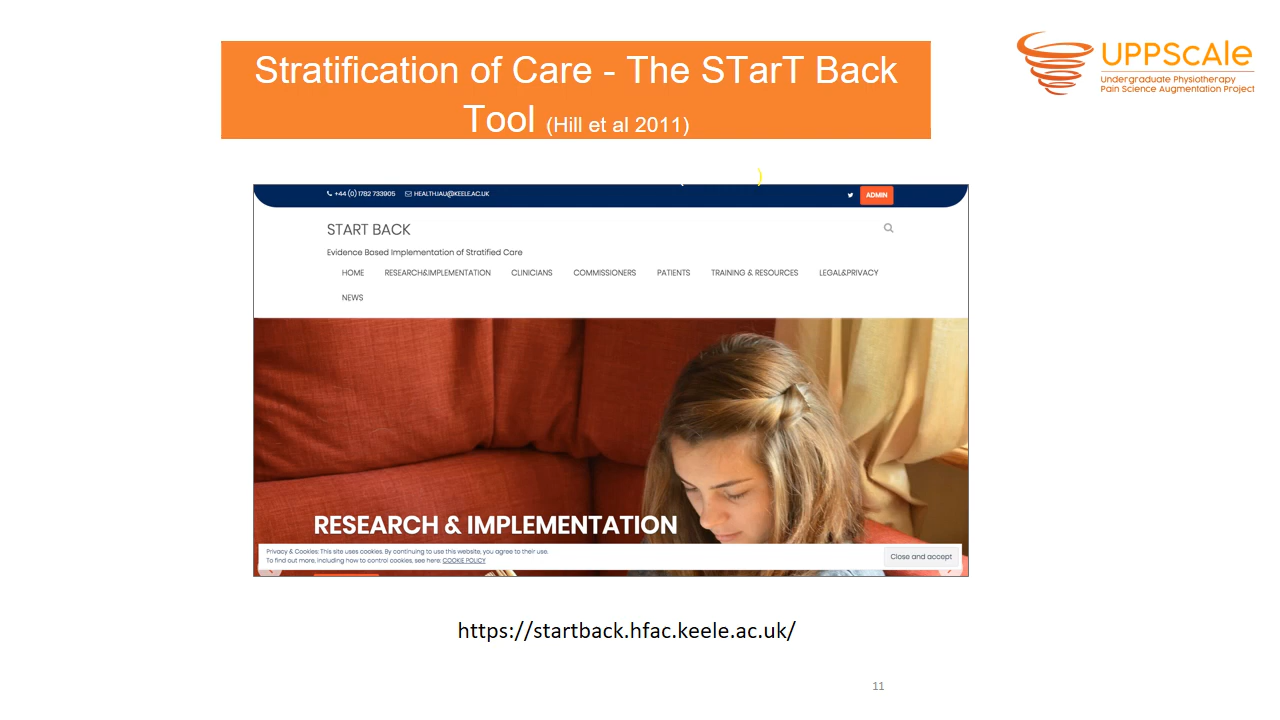 Stratification of Care - The STarT Back
Tool (Hill et al 2011)
UPPScale
Undergraduate Physiotherapy
Pain Science Augmentation Project
)
+44 (0) 1782 733905 HEALTH.IAU@KEELE.AC.UK ADMIN
START BACK
Evidence Based Implementation of Stratified Care
HOME RESEARCH&IMPLEMENTATION CLINICIANS COMMISSIONERS PATIENTS TRAINING & RESOURCES LEGAL&PRIVACY
NEWS
RESEARCH & IMPLEMENTATION
Privacy & Cookies: This site uses cookies. By continuing to use this website, you agree to their use.
To find out more, including how to control cookies, see here: COOKIE POLICY
Close and accept
https://startback.hfac.keele.ac.uk/
11